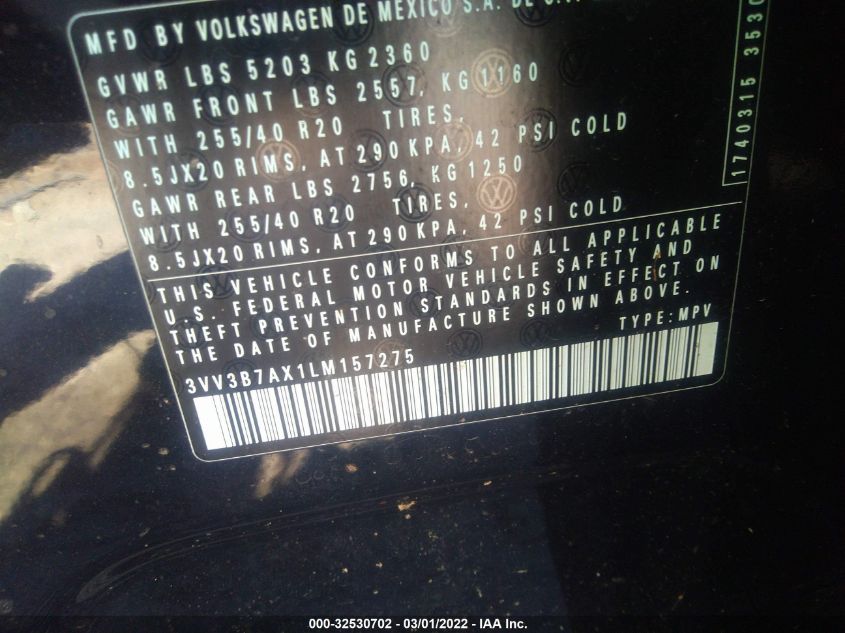 MFD BY VOLKSWAGEN DE MEXICO S.A. DE
GVWR LBS 5203 KG 2360
GAWR FRONT LBS 2557, KG 1160
WITH 255/40 R20 TIRES,
8.5JX20 RIMS, AT 290 KPA, 42 PSI COLD
GAWR REAR LBS 2756, KG 1250
WITH 255/40 R20 TIRES,
8.5JX20 RIMS, AT 290 KPA, 42 PSI COLD
THIS VEHICLE CONFORMS TO ALL APPLICABLE
U.S. FEDERAL MOTOR VEHICLE SAFETY AND
THEFT PREVENTION STANDARDS IN EFFECT ON
THE DATE OF MANUFACTURE SHOWN ABOVE.
TYPE:MPV
3VV3B7AX1LM157275
1740315
000-32530702 - 03/01/2022 - IAA Inc.